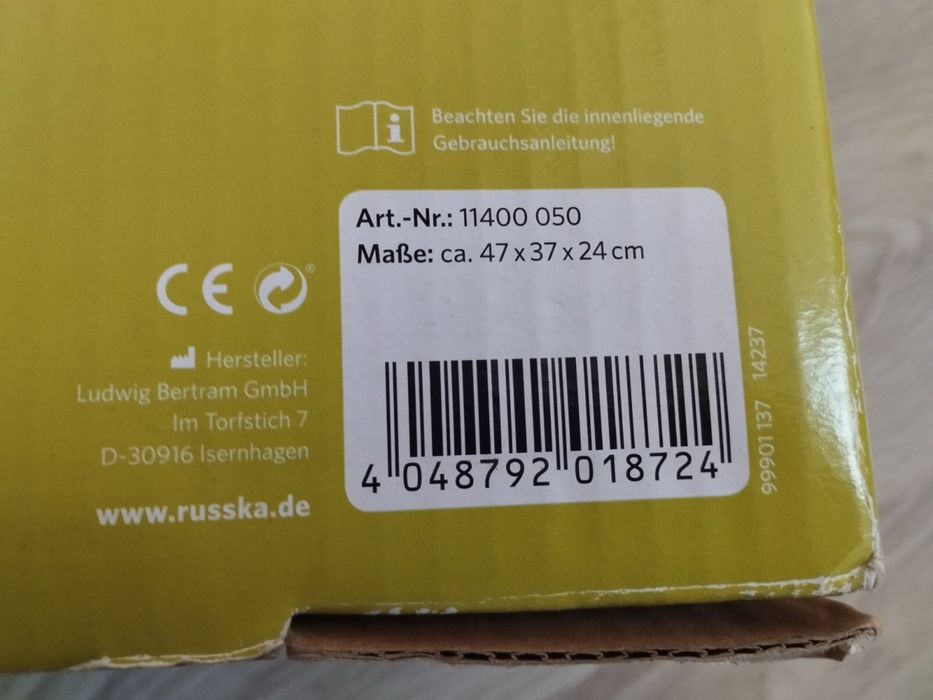 Beachten Sie die innenliegende
Gebrauchsanleitung!
Art.-Nr.: 11400 050
Maße: ca. 47 x 37 x 24 cm
CE
®
Hersteller:
Ludwig Bertram GmbH
Im Torfstich 7
D-30916 Isernhagen
www.russka.de
4 048792 018724
99901 137 14237